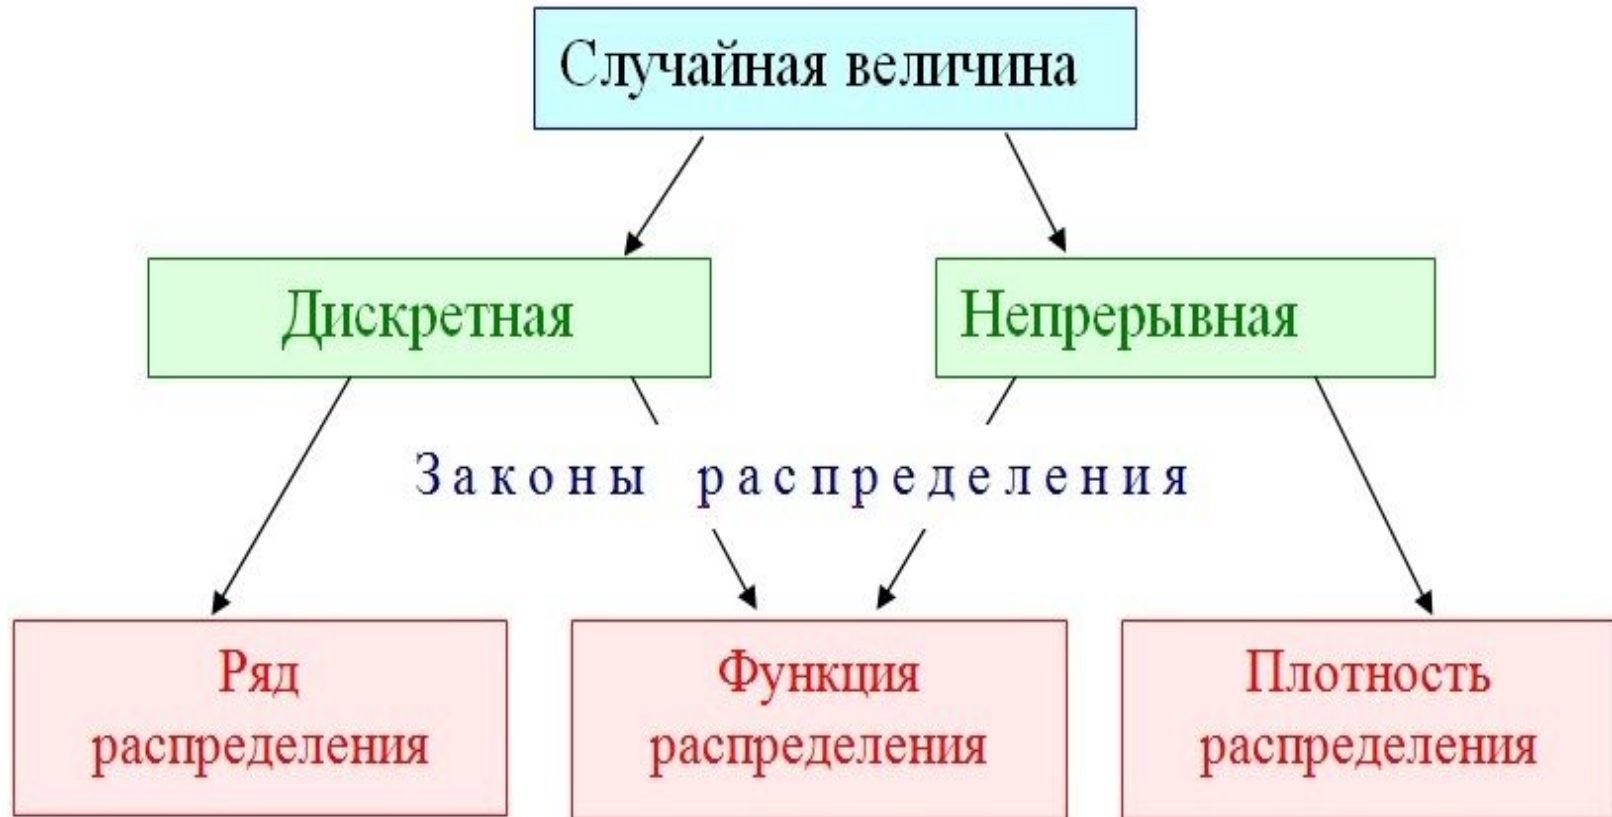 Случайная величина
Дискретная
Непрерывная
Законы распределения
Ряд
распределения
Функция
распределения
Плотность
распределения